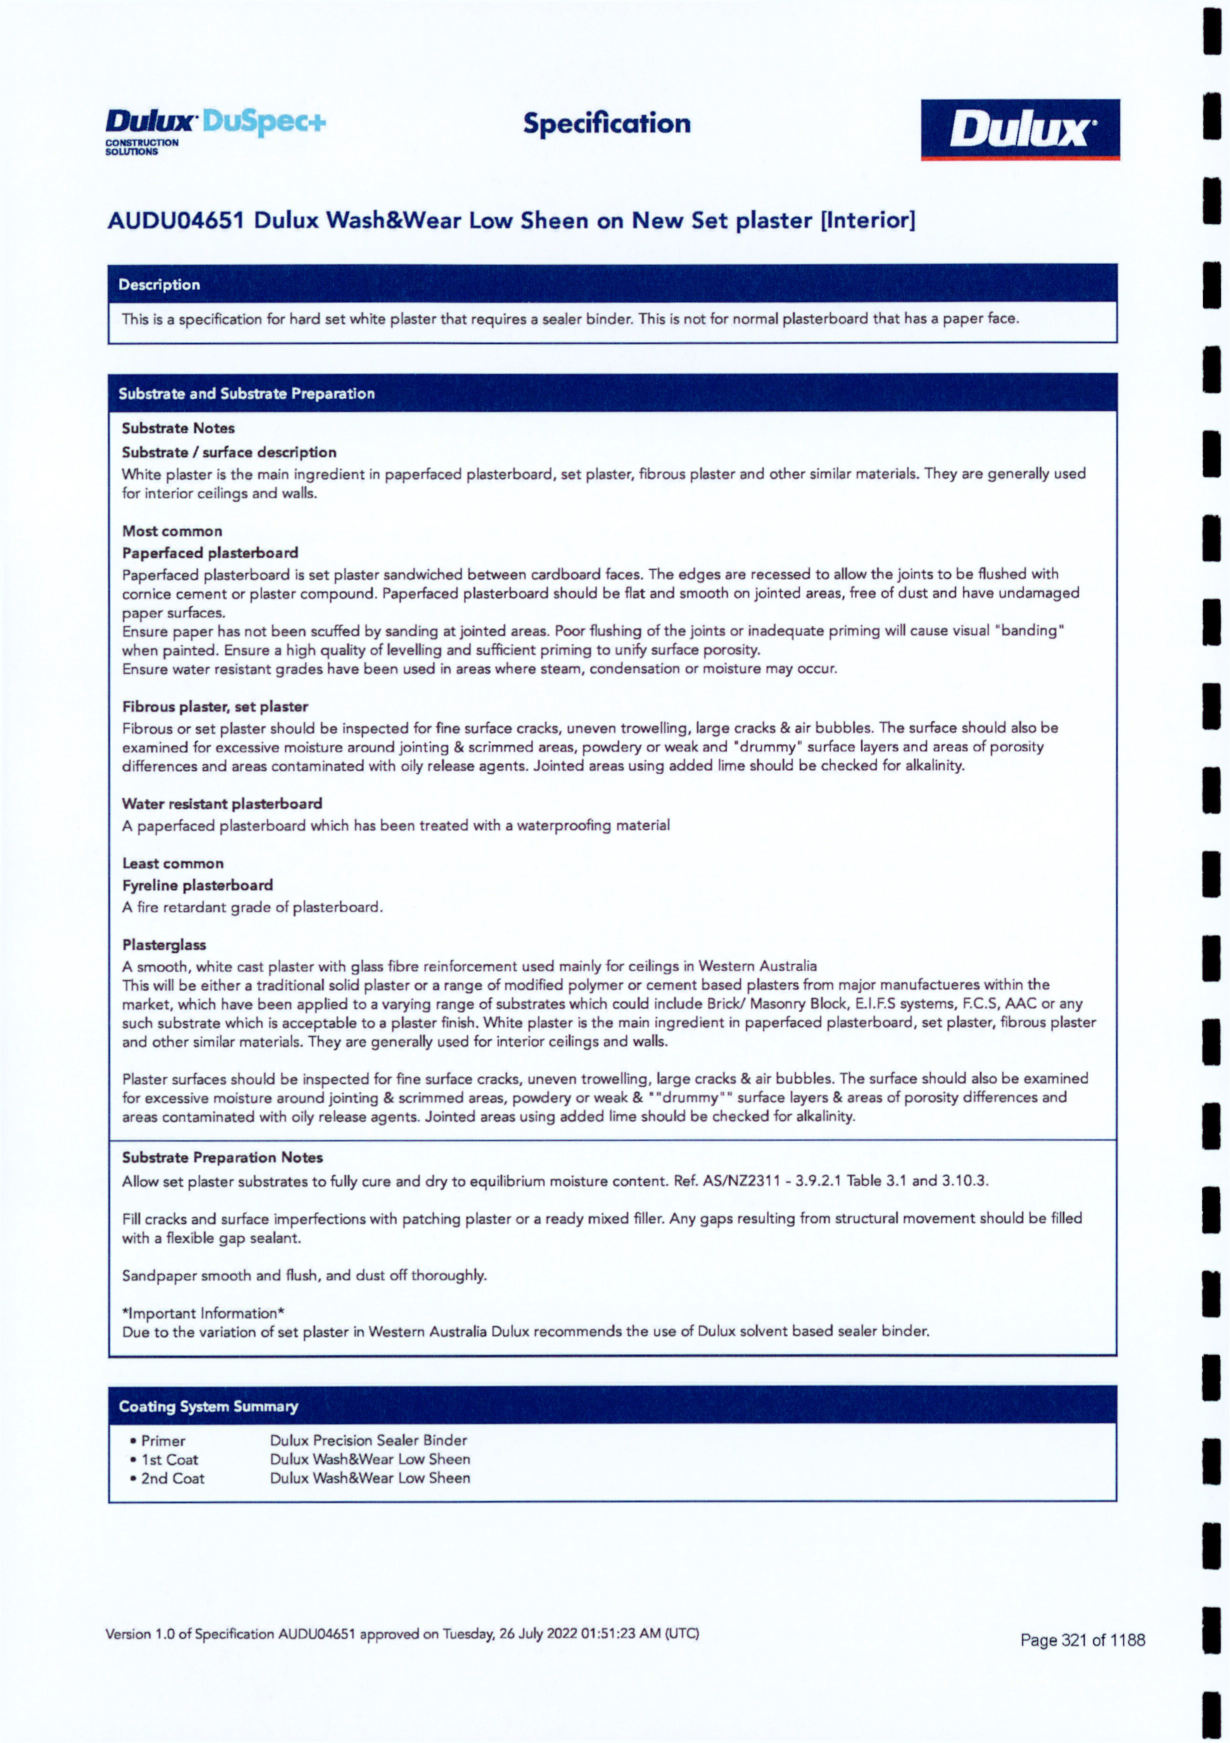 Dulux DuSpec+
CONSTRUCTION
SOLUTIONS
Specification
Dulux
AUDU04651 Dulux Wash&Wear Low Sheen on New Set plaster [Interior]
Description
This is a specification for hard set white plaster that requires a sealer binder. This is not for normal plasterboard that has a paper face.
Substrate and Substrate Preparation
Substrate Notes
Substrate / surface description
White plaster is the main ingredient in paperfaced plasterboard, set plaster, fibrous plaster and other similar materials. They are generally used
for interior ceilings and walls.
Most common
Paperfaced plasterboard
Paperfaced plasterboard is set plaster sandwiched between cardboard faces. The edges are recessed to allow the joints to be flushed with
cornice cement or plaster compound. Paperfaced plasterboard should be flat and smooth on jointed areas, free of dust and have undamaged
paper surfaces.
Ensure paper has not been scuffed by sanding at jointed areas. Poor flushing of the joints or inadequate priming will cause visual "banding"
when painted. Ensure a high quality of levelling and sufficient priming to unify surface porosity.
Ensure water resistant grades have been used in areas where steam, condensation or moisture may occur.
Fibrous plaster, set plaster
Fibrous or set plaster should be inspected for fine surface cracks, uneven trowelling, large cracks & air bubbles. The surface should also be
examined for excessive moisture around jointing & scrimmed areas, powdery or weak and "drummy" surface layers and areas of porosity
differences and areas contaminated with oily release agents. Jointed areas using added lime should be checked for alkalinity.
Water resistant plasterboard
A paperfaced plasterboard which has been treated with a waterproofing material
Least common
Fyreline plasterboard
A fire retardant grade of plasterboard.
Plasterglass
A smooth, white cast plaster with glass fibre reinforcement used mainly for ceilings in Western Australia
This will be either a traditional solid plaster or a range of modified polymer or cement based plasters from major manufactueres within the
market, which have been applied to a varying range of substrates which could include Brick/ Masonry Block, E.I.F.S systems, F.C.S, AAC or any
such substrate which is acceptable to a plaster finish. White plaster is the main ingredient in paperfaced plasterboard, set plaster, fibrous plaster
and other similar materials. They are generally used for interior ceilings and walls.
Plaster surfaces should be inspected for fine surface cracks, uneven trowelling, large cracks & air bubbles. The surface should also be examined
for excessive moisture around jointing & scrimmed areas, powdery or weak & ""drummy"" surface layers & areas of porosity differences and
areas contaminated with oily release agents. Jointed areas using added lime should be checked for alkalinity.
Substrate Preparation Notes
Allow set plaster substrates to fully cure and dry to equilibrium moisture content. Ref. AS/NZ2311 - 3.9.2.1 Table 3.1 and 3.10.3.
Fill cracks and surface imperfections with patching plaster or a ready mixed filler. Any gaps resulting from structural movement should be filled
with a flexible gap sealant.
Sandpaper smooth and flush, and dust off thoroughly.
*Important Information*
Due to the variation of set plaster in Western Australia Dulux recommends the use of Dulux solvent based sealer binder.
Coating System Summary
• Primer Dulux Precision Sealer Binder
• 1st Coat Dulux Wash&Wear Low Sheen
• 2nd Coat Dulux Wash&Wear Low Sheen
Version 1.0 of Specification AUDU04651 approved on Tuesday, 26 July 2022 01:51:23 AM (UTC)
Page 321 of 1188